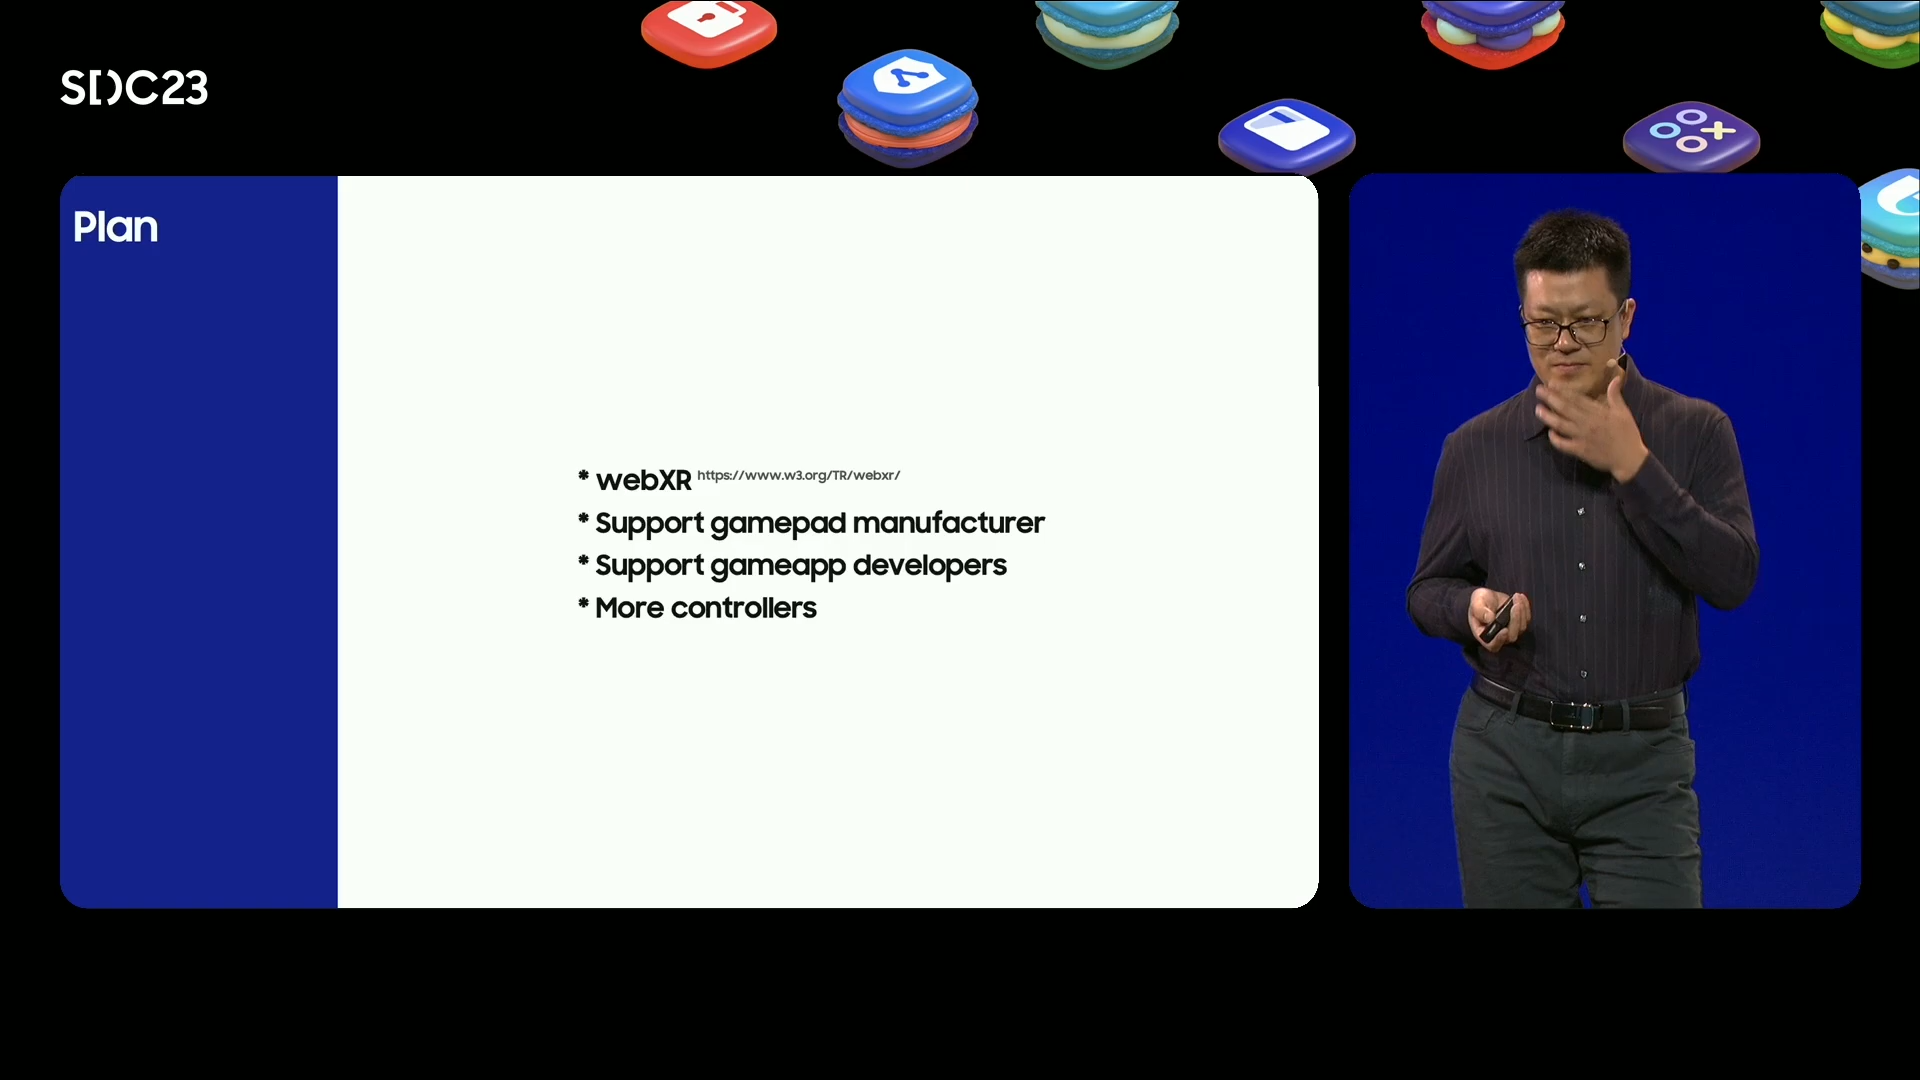 SDC23
Plan
* webXR https://www.w3.org/TR/webxr/
* Support gamepad manufacturer
* Support gameapp developers
* More controllers